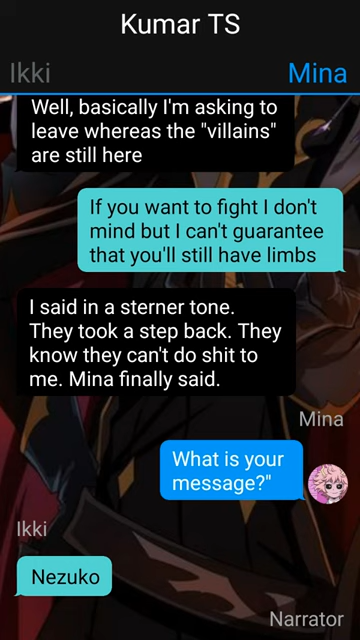 Kumar TS
Ikki
Mina
Well, basically I'm asking to
leave whereas the "villains"
are still here
If you want to fight I don't
mind but I can't guarantee
that you'll still have limbs
I said in a sterner tone.
They took a step back. They
know they can't do shit to
me. Mina finally said.
Mina
What is your
message?"
Ikki
Nezuko
Narrator